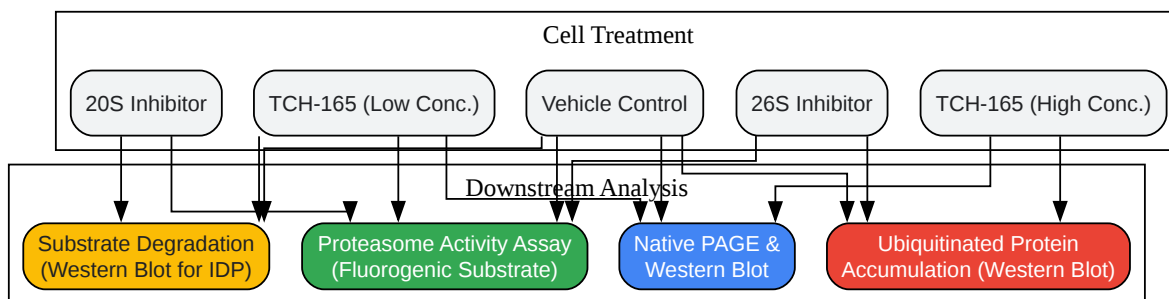 Cell Treatment
20S Inhibitor
TCH-165 (Low Conc.)
Vehicle Control
26S Inhibitor
TCH-165 (High Conc.)
Downstream Analysis
Substrate Degradation
(Western Blot for IDP)
Proteasome Activity Assay
(Fluorogenic Substrate)
Native PAGE &
Western Blot
Ubiquitinated Protein
Accumulation (Western Blot)